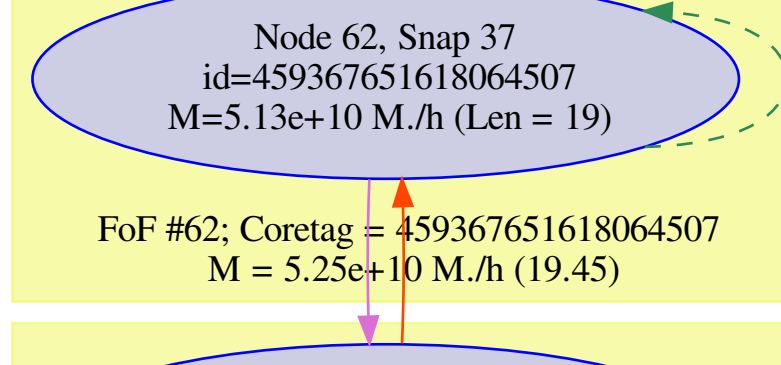 Node 62, Snap 37
id=459367651618064507
M=5.13e+10 M./h (Len = 19)
FoF #62; Coretag = 459367651618064507
M = 5.25e+10 M./h (19.45)